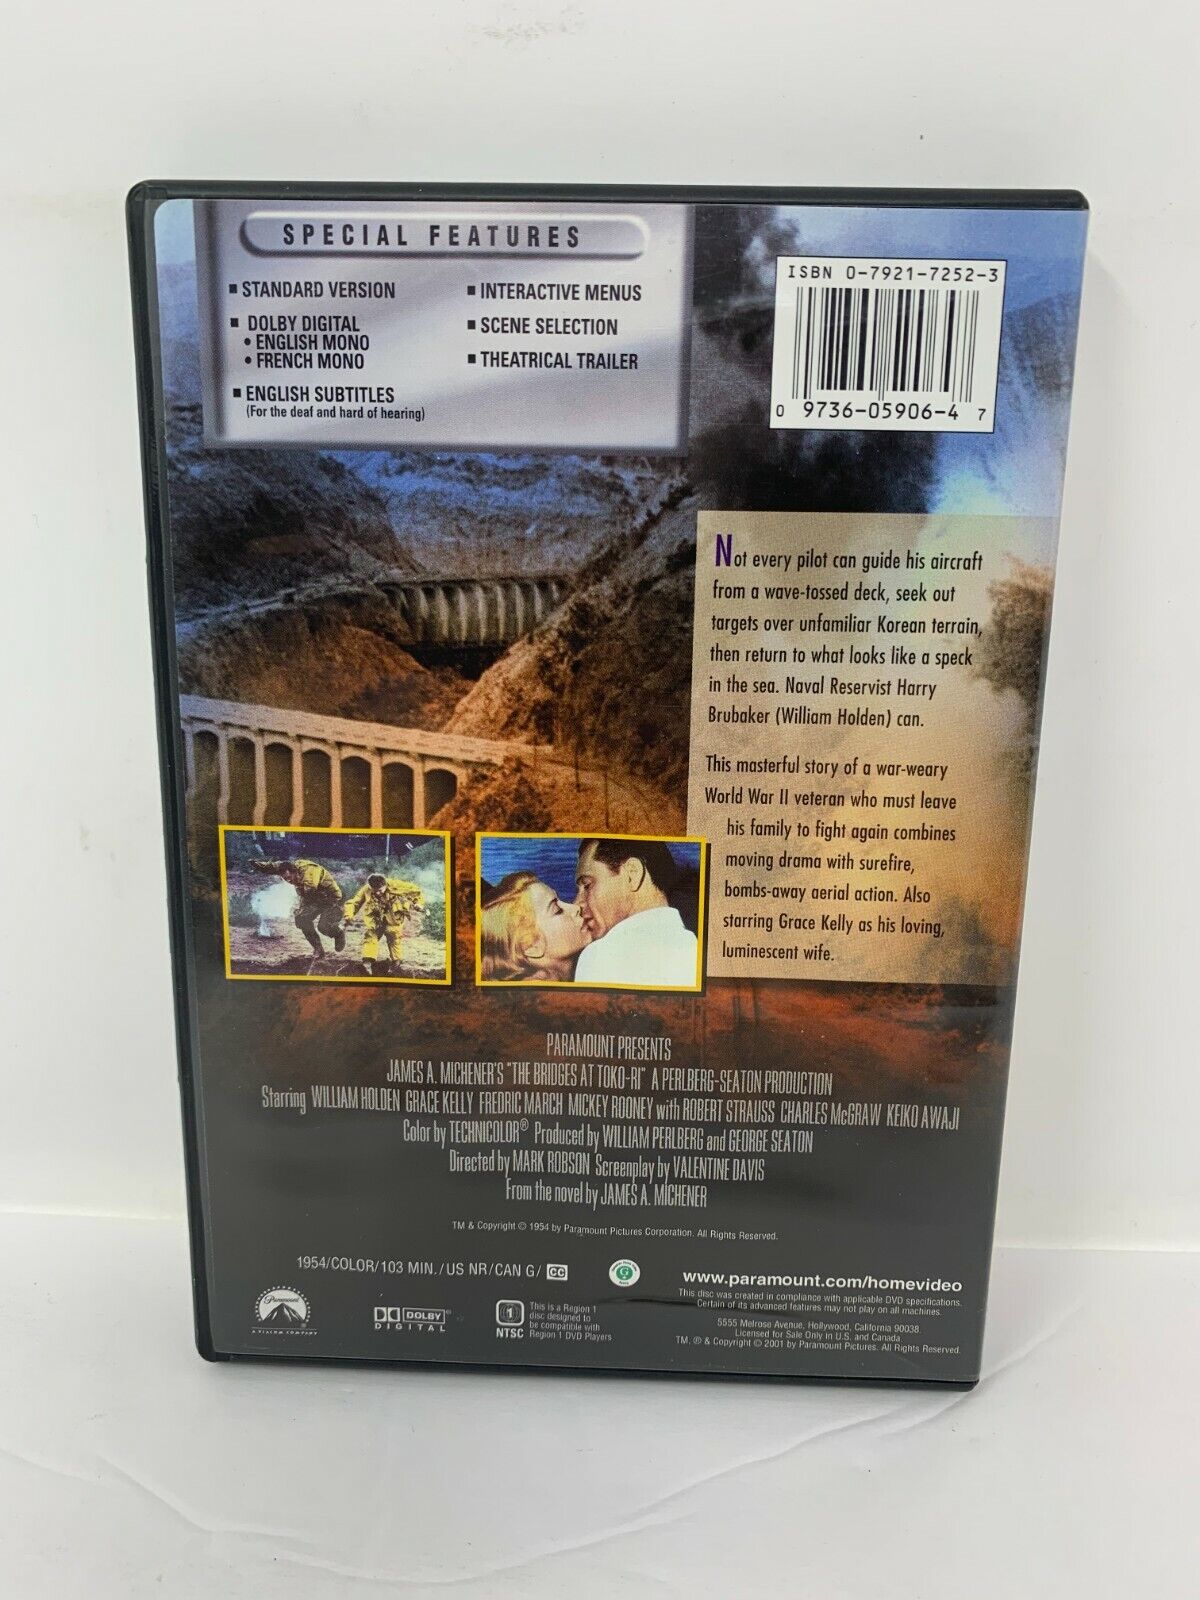 SPECIAL FEATURES
▪ STANDARD VERSION
▪ DOLBY DIGITAL
• ENGLISH MONO
• FRENCH MONO
▪ ENGLISH SUBTITLES
(For the deaf and hard of hearing)
▪ INTERACTIVE MENUS
▪ SCENE SELECTION
▪ THEATRICAL TRAILER
ISBN 0-7921-7252-3
0 9736-05906-4 7
Not every pilot can guide his aircraft
from a wave-tossed deck, seek out
targets over unfamiliar Korean terrain,
then return to what looks like a speck
in the sea. Naval Reservist Harry
Brubaker (William Holden) can.
This masterful story of a war-weary
World War II veteran who must leave
his family to fight again combines
moving drama with surefire,
bombs-away aerial action. Also
starring Grace Kelly as his loving,
luminescent wife.
PARAMOUNT PRESENTS
JAMES A. MICHENER'S "THE BRIDGES AT TOKO-RI" A PERLBERG-SEATON PRODUCTION
Starring WILLIAM HOLDEN GRACE KELLY FREDRIC MARCH MICKEY ROONEY with ROBERT STRAUSS CHARLES McGRAW KEIKO AWAJI
Color by TECHNICOLOR® Produced by WILLIAM PERLBERG and GEORGE SEATON
Directed by MARK ROBSON Screenplay by VALENTINE DAVIS
From the novel by JAMES A. MICHENER
TM & Copyright © 1954 by Paramount Pictures Corporation. All Rights Reserved.
1954/COLOR/103 MIN./US NR/CAN G/ CC
G
www.paramount.com/homevideo
This disc was created in compliance with applicable DVD specifications.
Certain of its advanced features may not play on all machines.
5555 Melrose Avenue, Hollywood, California 90038.
Licensed for Sale Only in U.S. and Canada.
TM, ® & Copyright © 2001 by Paramount Pictures. All Rights Reserved.
Paramount
A VIACOM COMPANY
DOLBY
DIGITAL
1
NTSC
This is a Region 1
disc designed to
be compatible with
Region 1 DVD Players